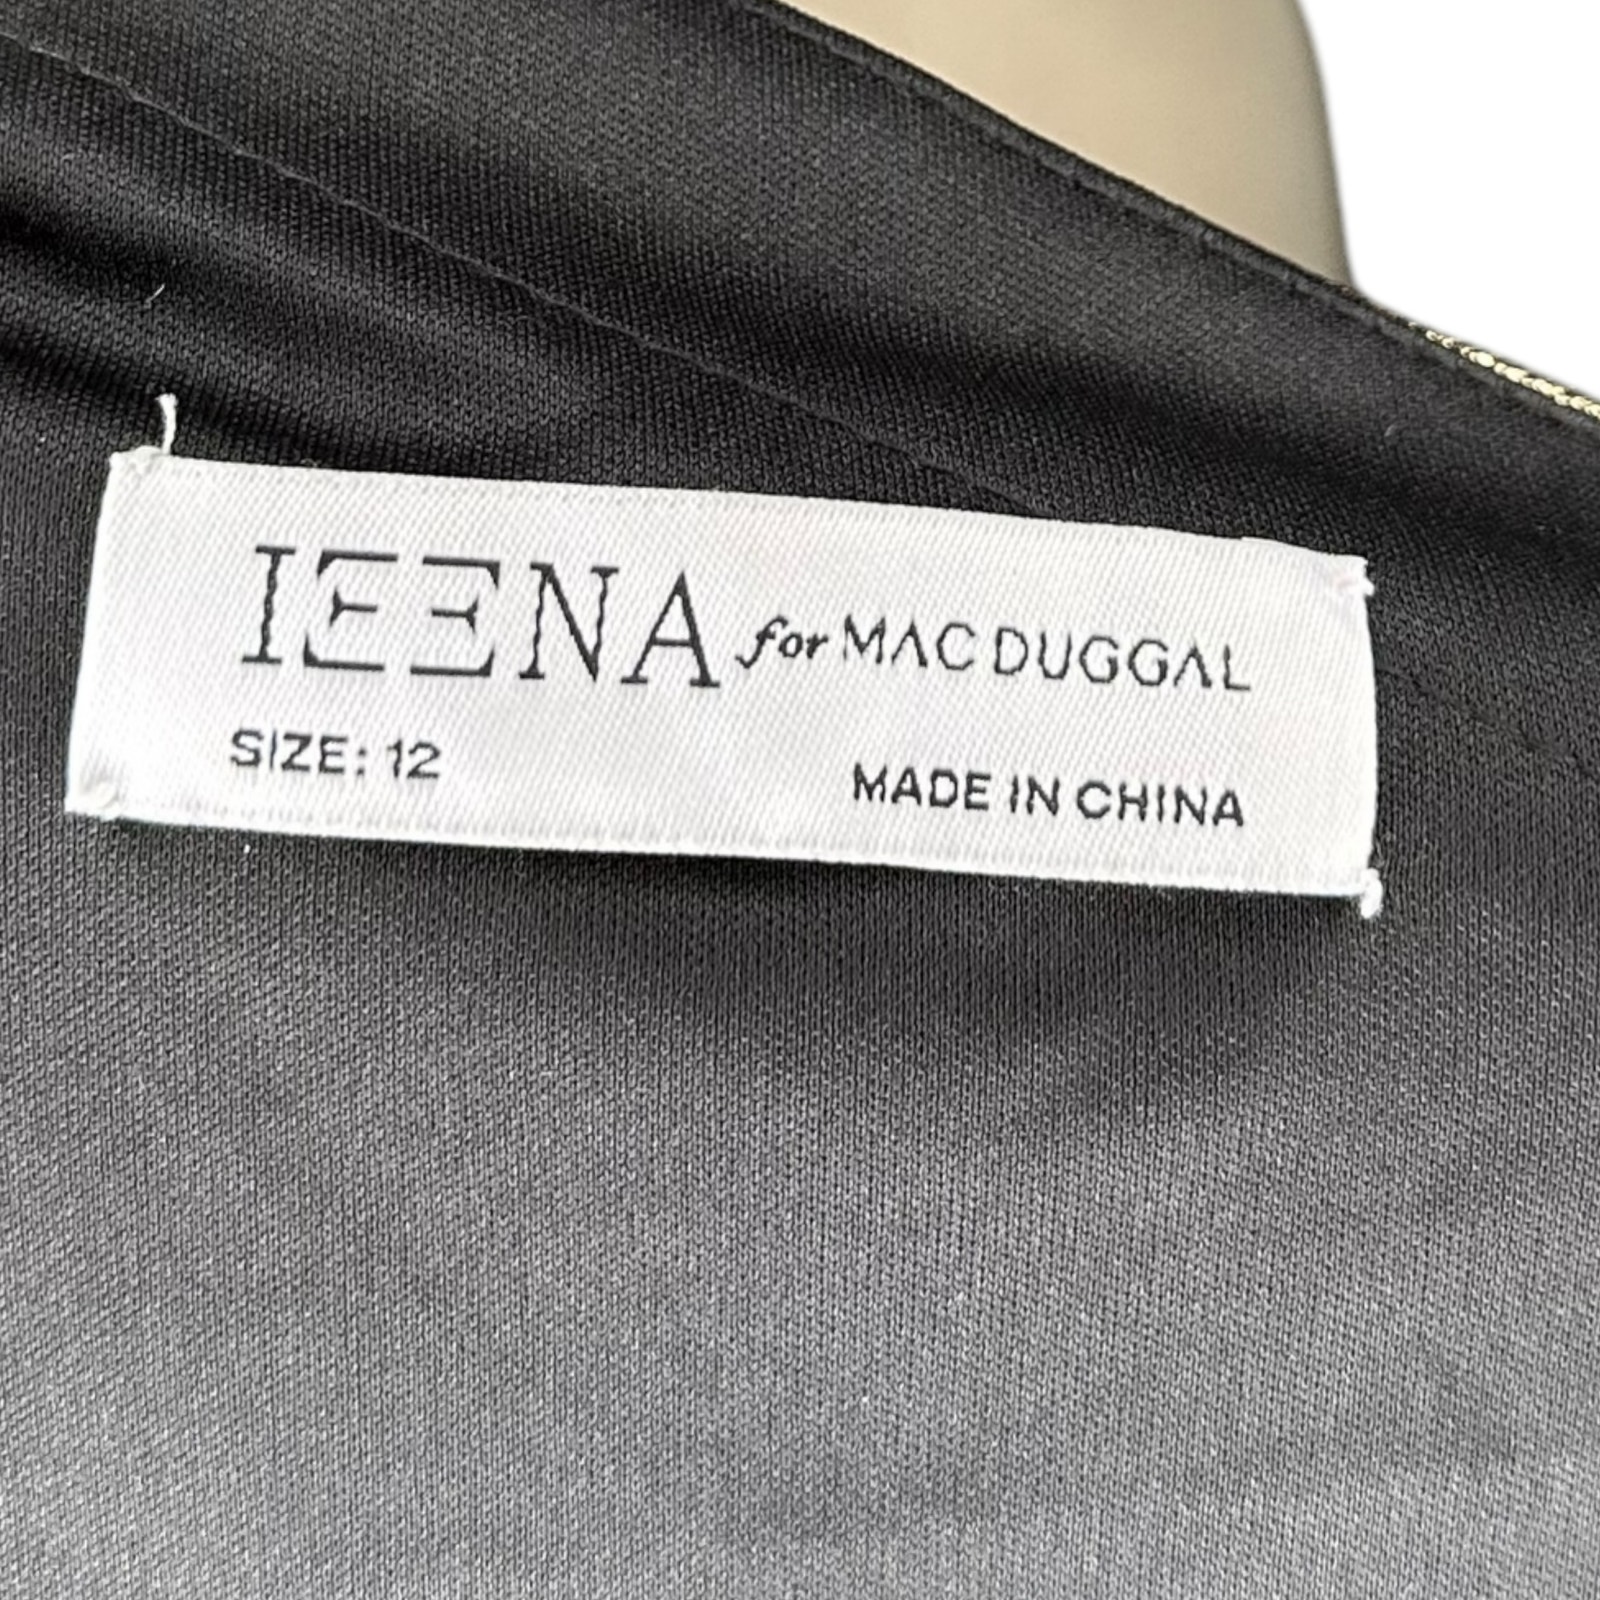 IEENA for MAC DUGGAL
SIZE: 12 MADE IN CHINA